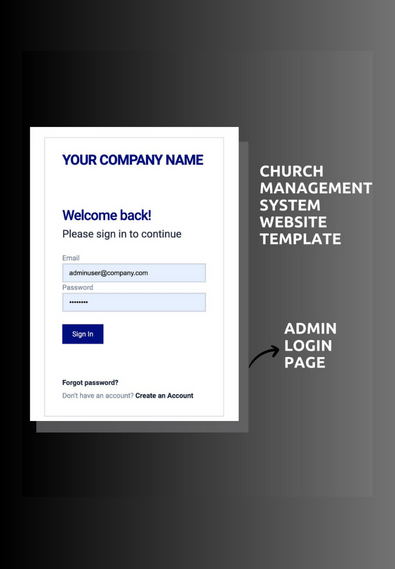 YOUR COMPANY NAME
Welcome back!
Please sign in to continue
Email
adminuser@company.com
Password
••••••••
Sign In
Forgot password?
Don't have an account? Create an Account
CHURCH
MANAGEMENT
SYSTEM
WEBSITE
TEMPLATE
ADMIN
LOGIN
PAGE